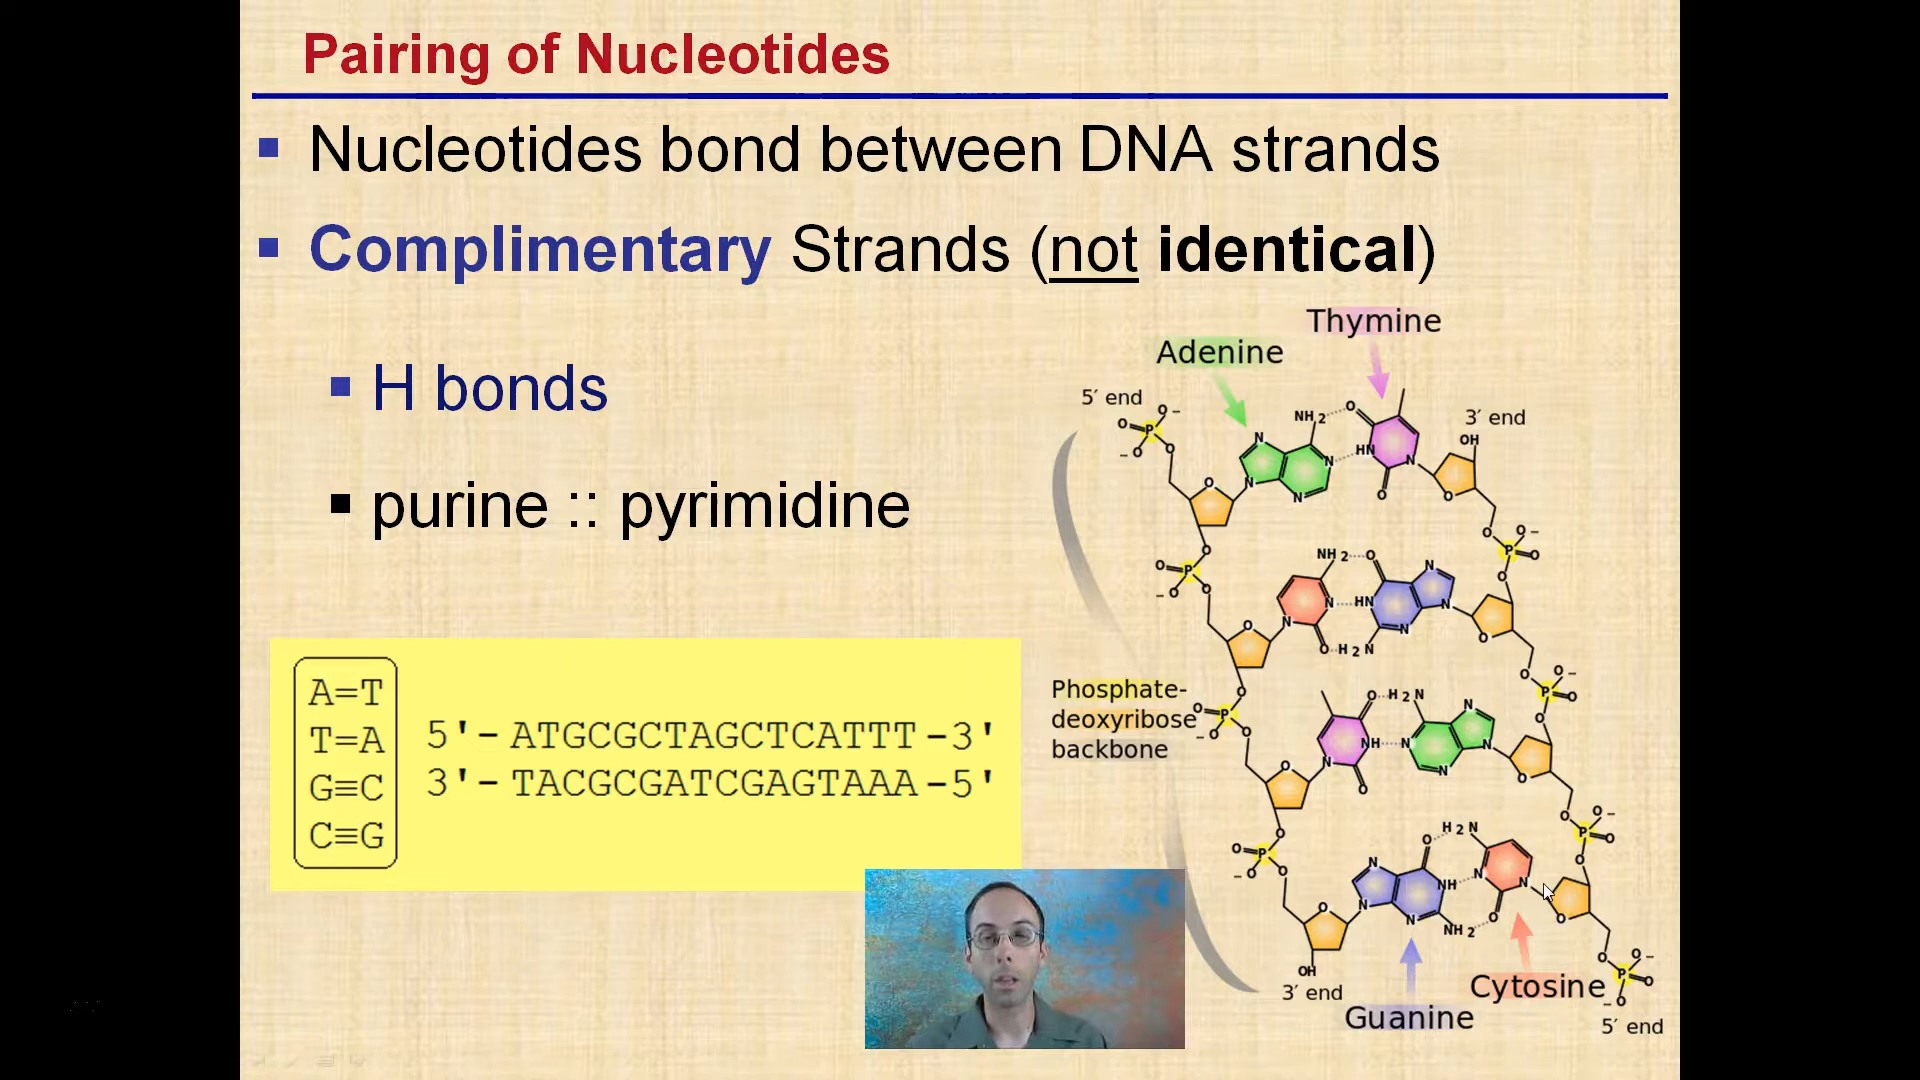 Pairing of Nucleotides
Nucleotides bond between DNA strands
Complimentary Strands (not identical)
H bonds
purine :: pyrimidine
A=T
T=A
G≡C
C≡G
5'-ATGCGCTAGCTCATTT-3'
3'-TACGCGATCGAGTAAA-5'
Thymine
Adenine
5′ end
3′ end
Phosphate-
deoxyribose
backbone
3′ end
Cytosine
Guanine
5′ end